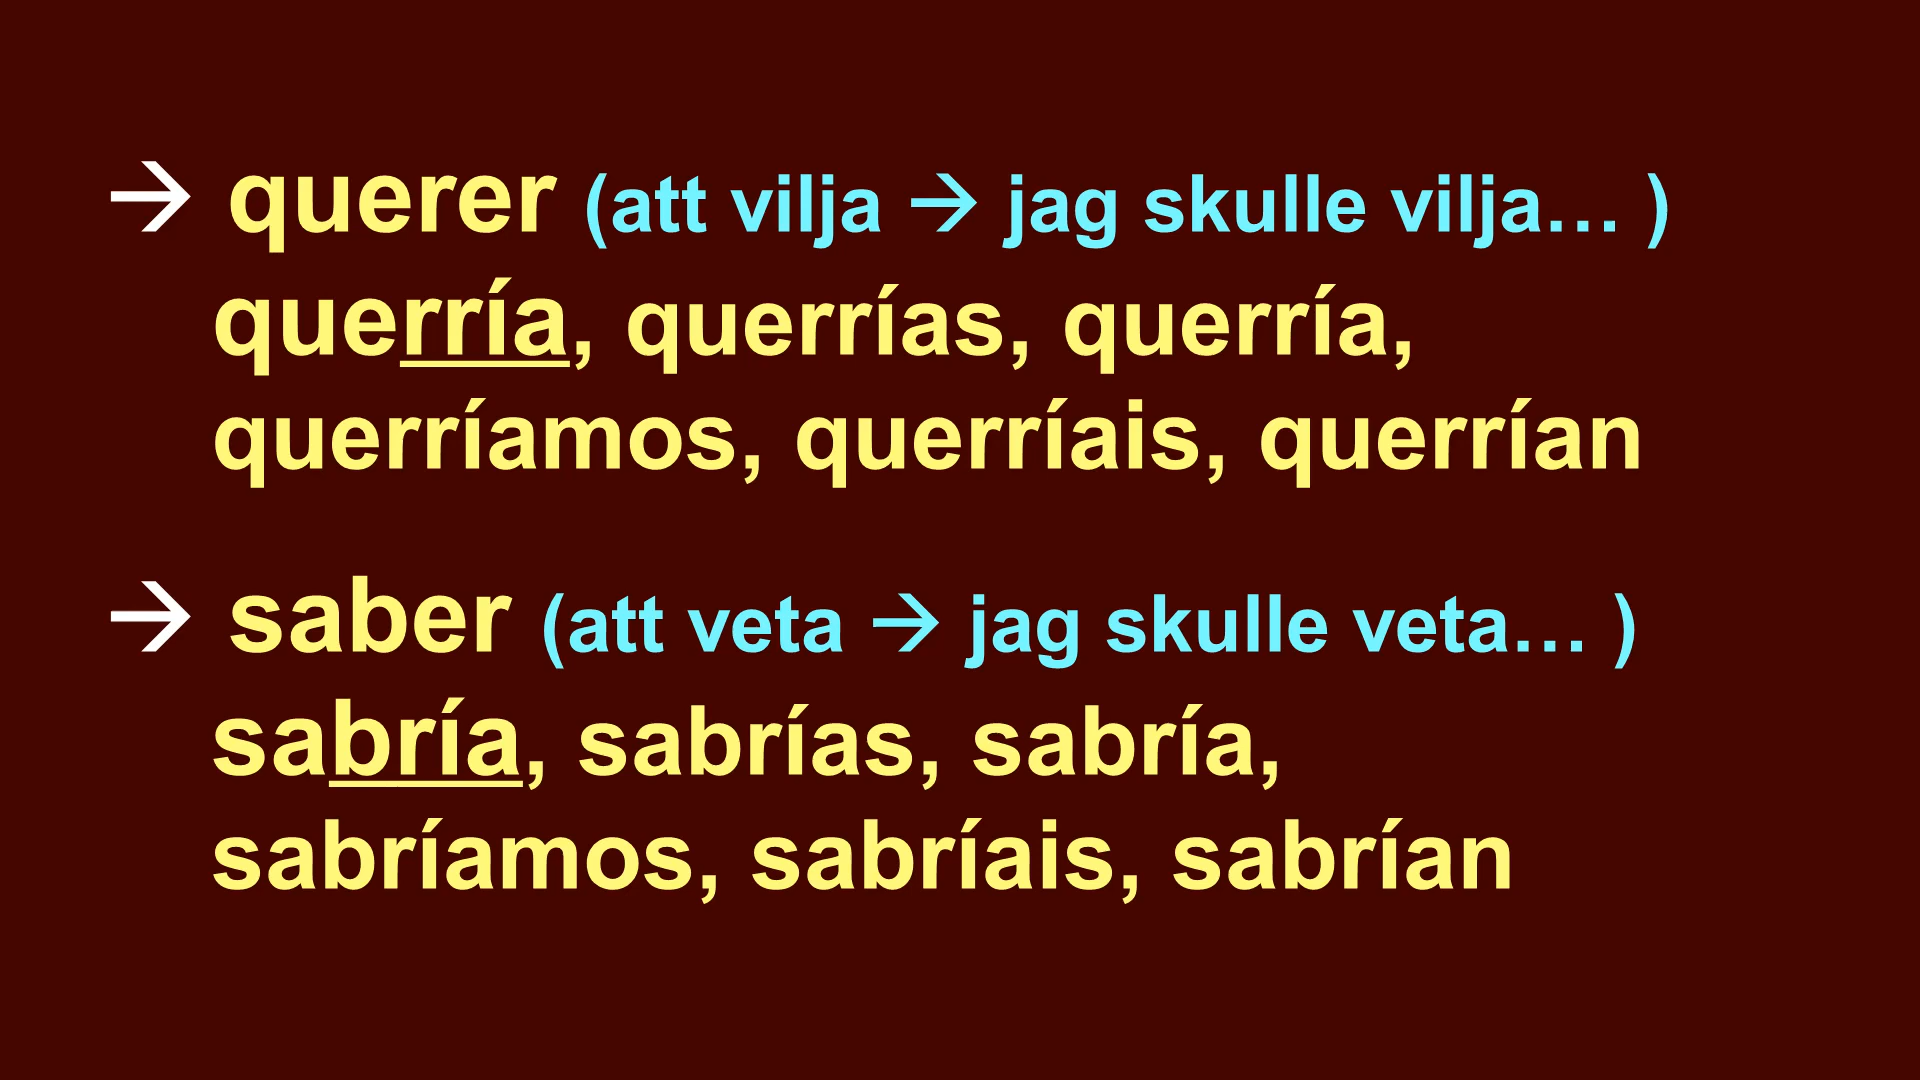 → querer (att vilja → jag skulle vilja… )
querría, querrías, querría,
querríamos, querríais, querrían
→ saber (att veta → jag skulle veta… )
sabría, sabrías, sabría,
sabríamos, sabríais, sabrían